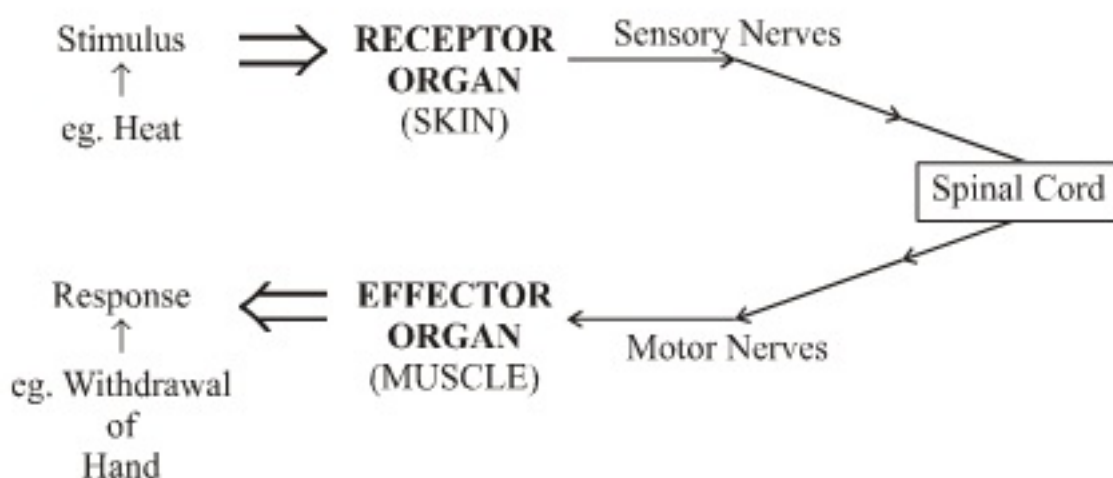 Stimulus
eg. Heat
RECEPTOR
ORGAN
(SKIN)
Sensory Nerves
Spinal Cord
Motor Nerves
EFFECTOR
ORGAN
(MUSCLE)
Response
eg. Withdrawal
of
Hand